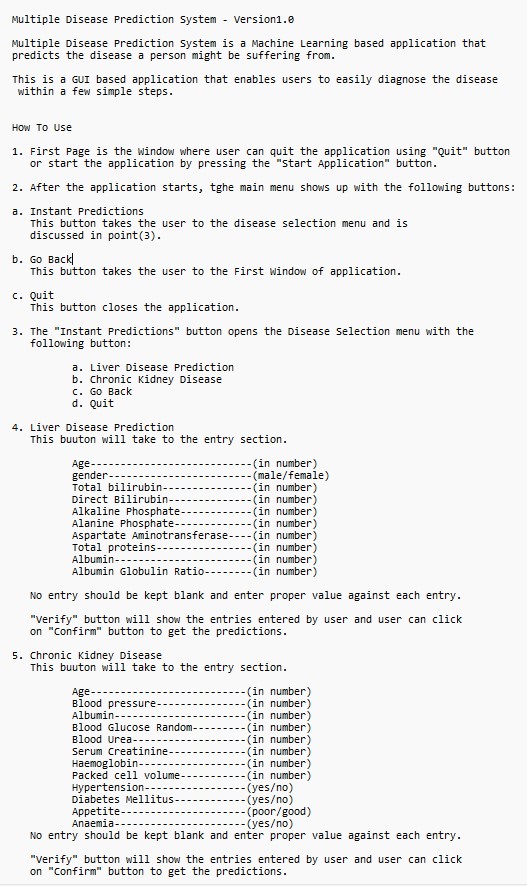 Multiple Disease Prediction System - Version1.0
Multiple Disease Prediction System is a Machine Learning based application that
predicts the disease a person might be suffering from.
This is a GUI based application that enables users to easily diagnose the disease
within a few simple steps.
How To Use
1. First Page is the Window where user can quit the application using "Quit" button
or start the application by pressing the "Start Application" button.
2. After the application starts, tghe main menu shows up with the following buttons:
a. Instant Predictions
This button takes the user to the disease selection menu and is
discussed in point(3).
b. Go Back
This button takes the user to the First Window of application.
c. Quit
This button closes the application.
3. The "Instant Predictions" button opens the Disease Selection menu with the
following button:
a. Liver Disease Prediction
b. Chronic Kidney Disease
c. Go Back
d. Quit
4. Liver Disease Prediction
This buuton will take to the entry section.
Age---------------------------(in number)
gender------------------------(male/female)
Total bilirubin---------------(in number)
Direct Bilirubin--------------(in number)
Alkaline Phosphate------------(in number)
Alanine Phosphate-------------(in number)
Aspartate Aminotransferase----(in number)
Total proteins----------------(in number)
Albumin-----------------------(in number)
Albumin Globulin Ratio--------(in number)
No entry should be kept blank and enter proper value against each entry.
"Verify" button will show the entries entered by user and user can click
on "Confirm" button to get the predictions.
5. Chronic Kidney Disease
This buuton will take to the entry section.
Age--------------------------(in number)
Blood pressure---------------(in number)
Albumin----------------------(in number)
Blood Glucose Random---------(in number)
Blood Urea-------------------(in number)
Serum Creatinine-------------(in number)
Haemoglobin------------------(in number)
Packed cell volume-----------(in number)
Hypertension-----------------(yes/no)
Diabetes Mellitus------------(yes/no)
Appetite---------------------(poor/good)
Anaemia----------------------(yes/no)
No entry should be kept blank and enter proper value against each entry.
"Verify" button will show the entries entered by user and user can click
on "Confirm" button to get the predictions.